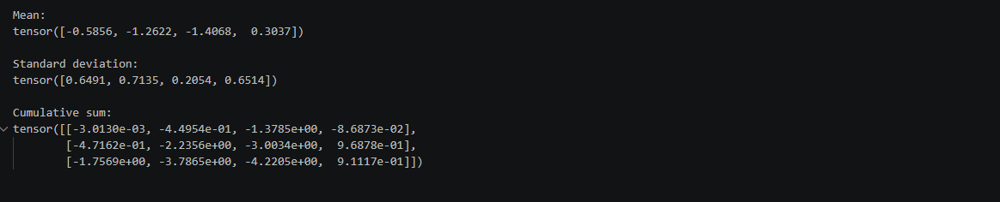 Mean:
tensor([-0.5856, -1.2622, -1.4068,  0.3037])
Standard deviation:
tensor([0.6491, 0.7135, 0.2054, 0.6514])
Cumulative sum:
tensor([[-3.0130e-03, -4.4954e-01, -1.3785e+00, -8.6873e-02],
        [-4.7162e-01, -2.2356e+00, -3.0034e+00,  9.6878e-01],
        [-1.7569e+00, -3.7865e+00, -4.2205e+00,  9.1117e-01]])